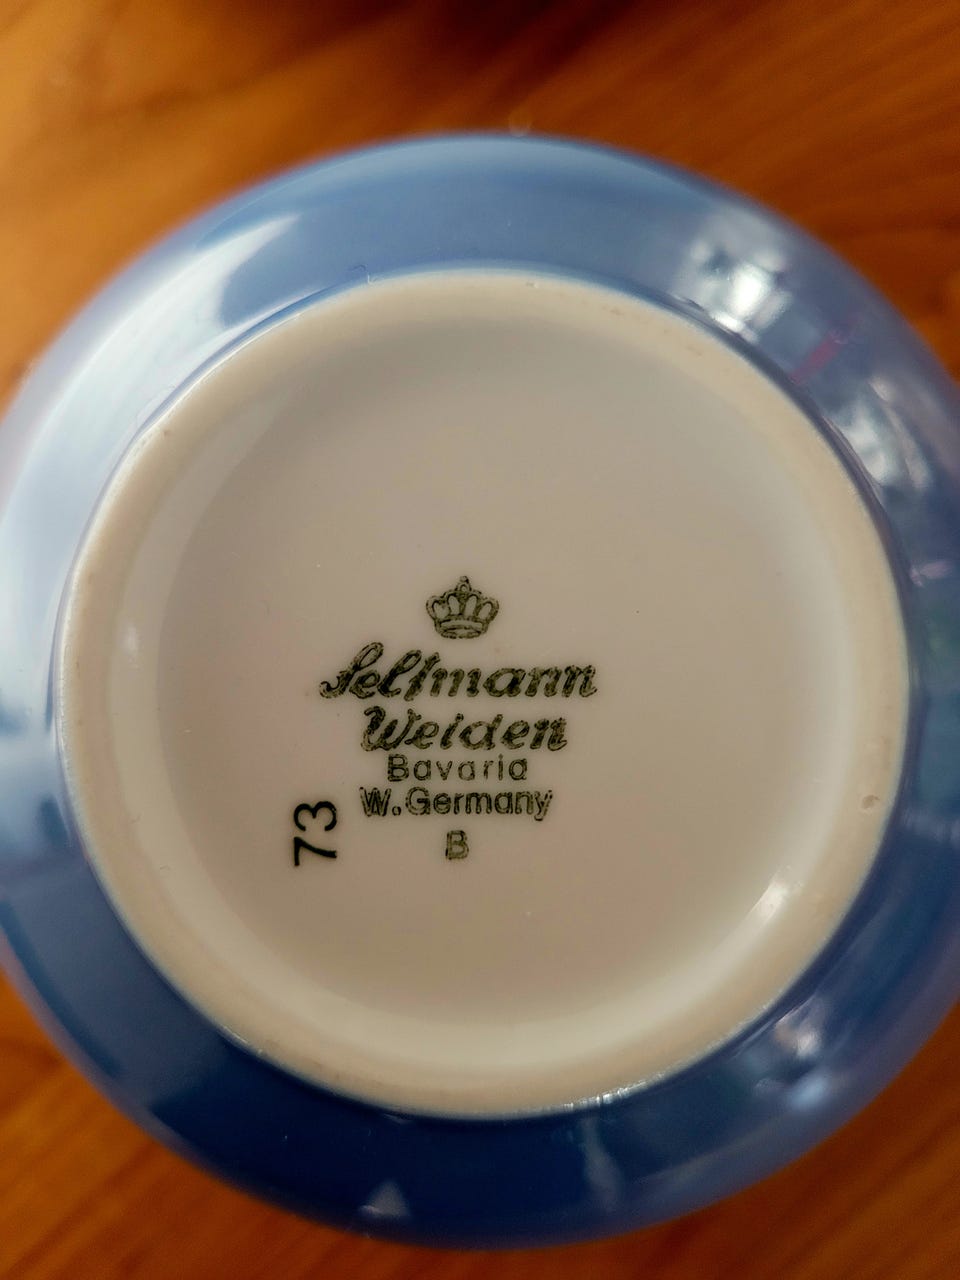 Seltmann
Weiden
Bavaria
W.Germany
B
73